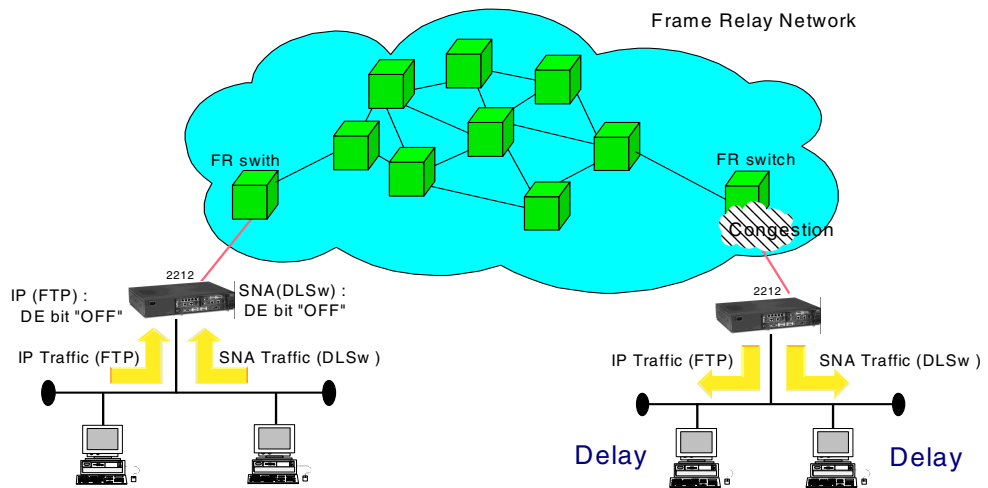 Frame Relay Network
FR swith
FR switch
Congestion
2212
IP (FTP) :
DE bit "OFF"
SNA(DLSw) :
DE bit "OFF"
IP Traffic (FTP)
SNA Traffic (DLSw )
2212
IP Traffic (FTP)
SNA Traffic (DLSw )
Delay
Delay